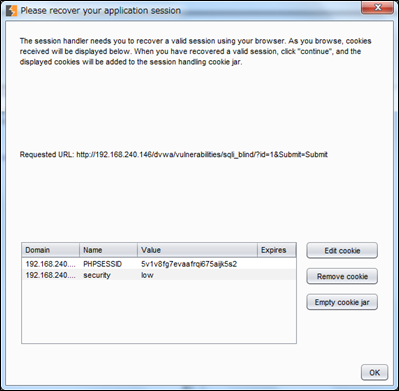 Please recover your application session
The session handler needs you to recover a valid session using your browser. As you browse, cookies
received will be displayed below. When you have recovered a valid session, click "continue", and the
displayed cookies will be added to the session handling cookie jar.
Requested URL: http://192.168.240.146/dvwa/vulnerabilities/sqli_blind/?id=1&Submit=Submit
Domain Name Value Expires
Edit cookie
192.168.240.... PHPSESSID 5v1v8fg7evaafrqi675aijk5s2
192.168.240.... security low
Remove cookie
Empty cookie jar
OK